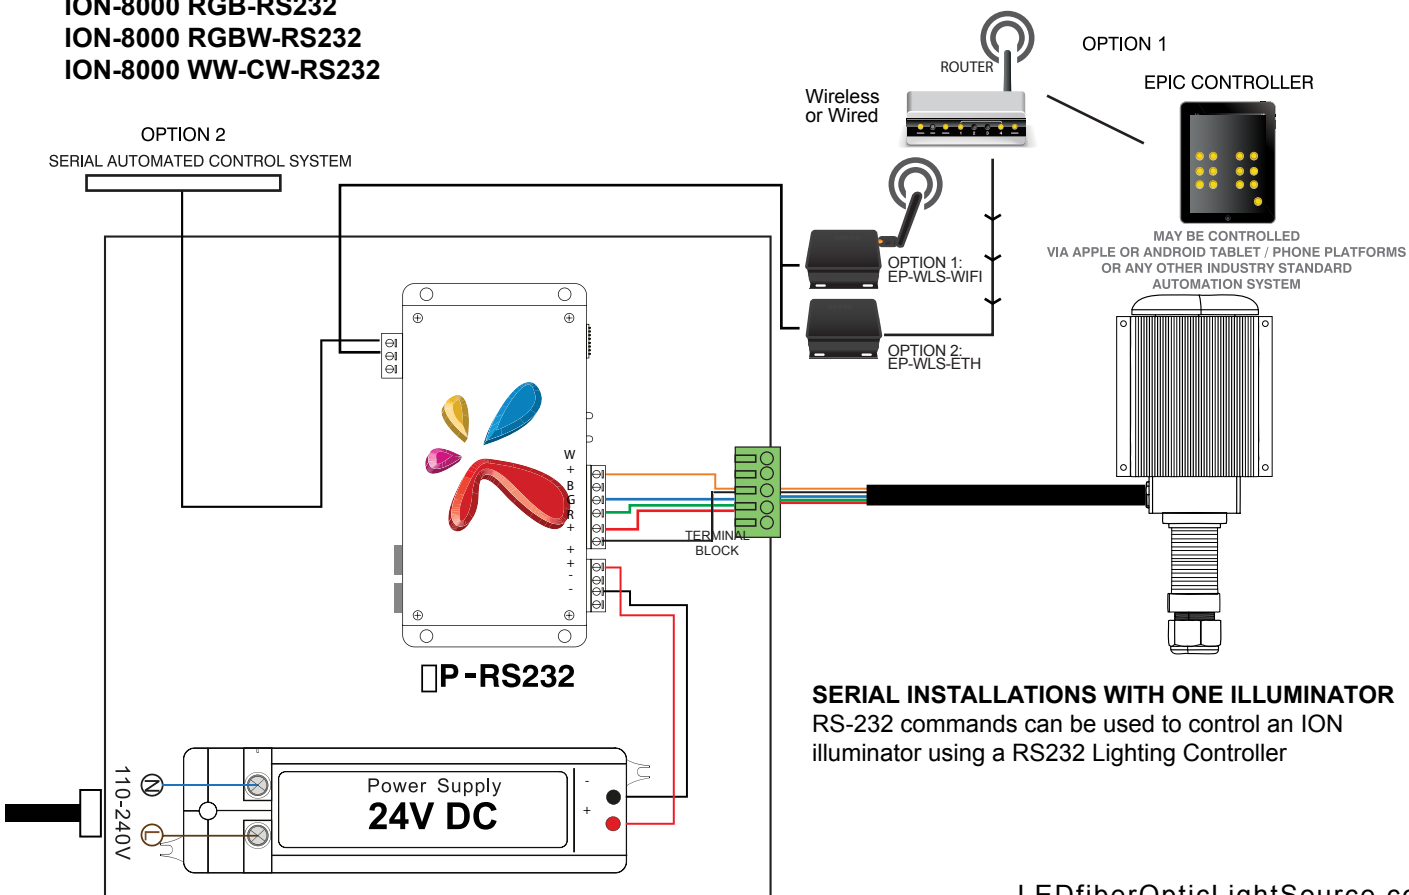 ION-8000 RGB-RS232
ION-8000 RGBW-RS232
ION-8000 WW-CW-RS232
OPTION 1
ROUTER
EPIC CONTROLLER
Wireless
or Wired
OPTION 2
SERIAL AUTOMATED CONTROL SYSTEM
MAY BE CONTROLLED
VIA APPLE OR ANDROID TABLET / PHONE PLATFORMS
OR ANY OTHER INDUSTRY STANDARD
AUTOMATION SYSTEM
OPTION 1:
EP-WLS-WIFI
OPTION 2:
EP-WLS-ETH
W
+
B
G
R
+
+
+
-
-
TERMINAL
BLOCK
P-RS232
SERIAL INSTALLATIONS WITH ONE ILLUMINATOR
RS-232 commands can be used to control an ION
illuminator using a RS232 Lighting Controller
110-240V
N
L
Power Supply
24V DC
-
+
LEDfiberOpticLightSource.co